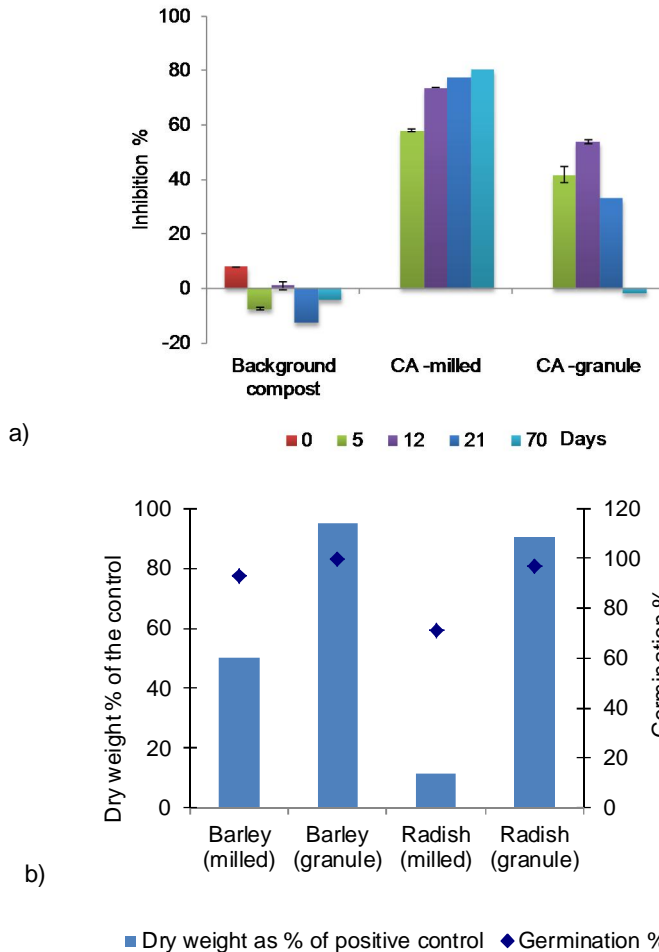 100
80
60
40
20
0
-20
Inhibition %
Background compost
CA -milled
CA -granule
a)
0 5 12 21 70 Days
100
80
60
40
20
0
Dry weight % of the control
120
100
80
60
40
20
0
Germination %
Barley (milled)
Barley (granule)
Radish (milled)
Radish (granule)
b)
Dry weight as % of positive control Germination %